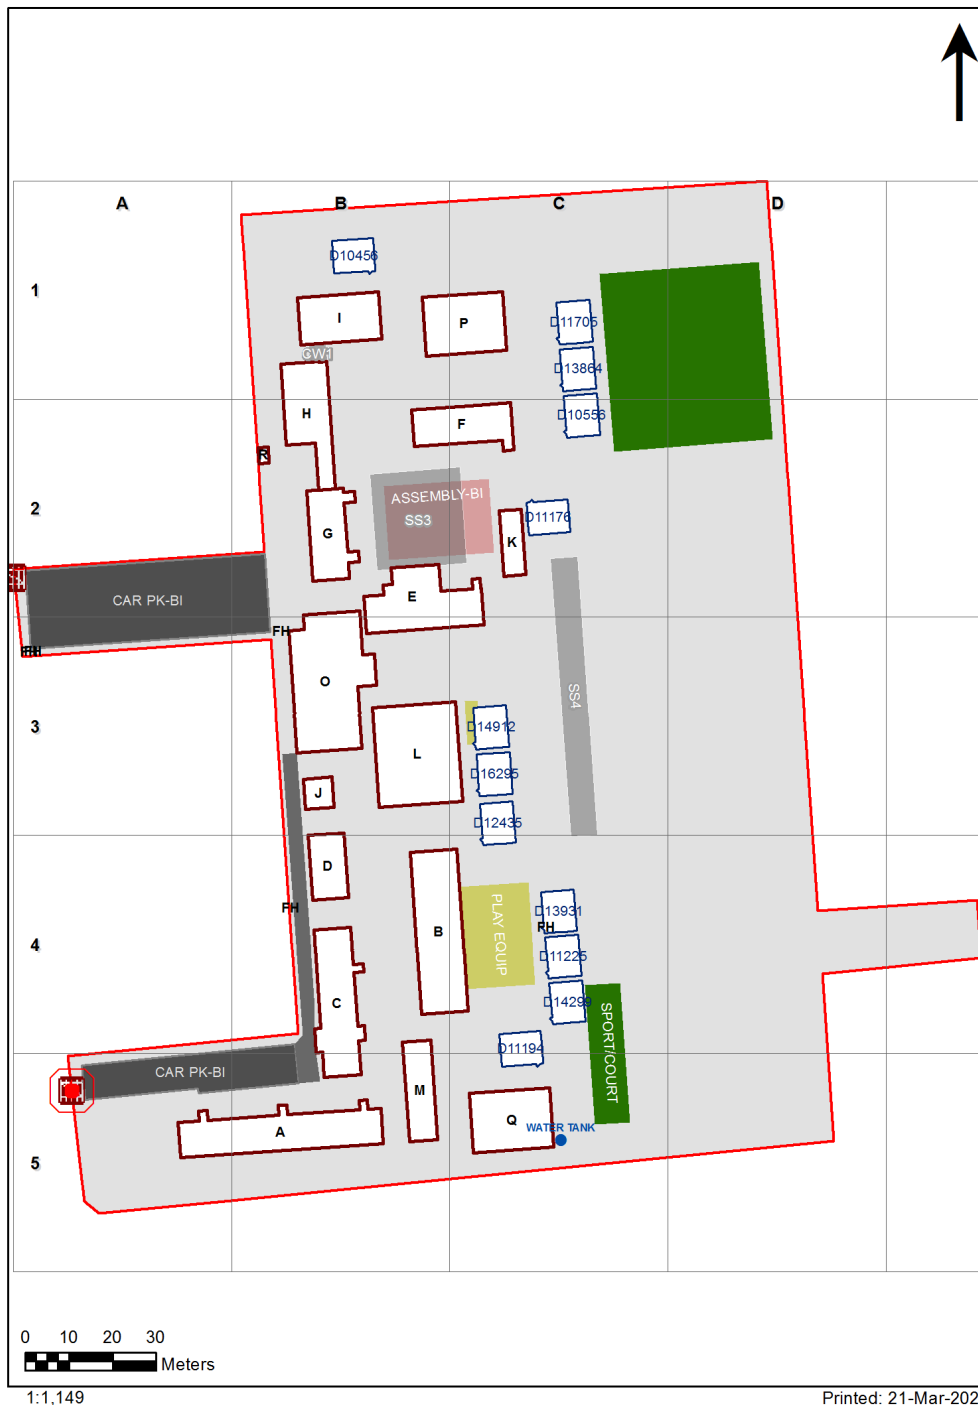 A
B
C
D
D10456
1
I
P
D11705
CW1
D13864
H
F
D10556
R
ASSEMBLY-BI
2
SS3
D11176
G
K
E
CAR PK-BI
FH
FH
O
SS4
3
D14912
L
D16295
J
D12435
D
PLAY EQUIP
FH
D13931
FH
B
4
D11225
C
D14299
SPORT/COURT
D11194
CAR PK-BI
M
Q
A
WATER TANK
5
0 10 20 30
Meters
1:1,149
Printed: 21-Mar-202